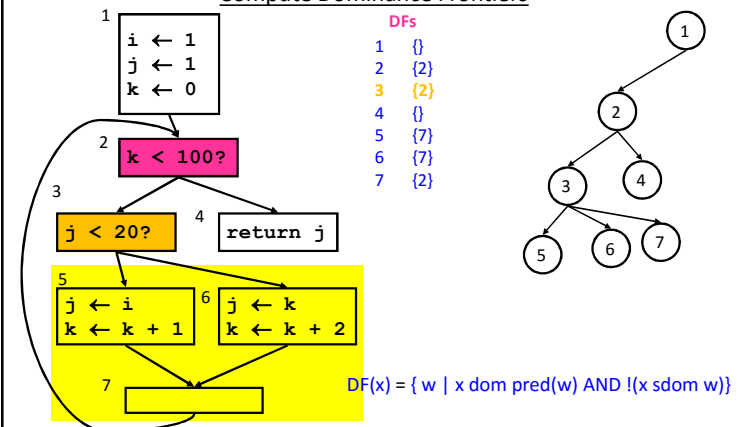 Compute Dominance Frontiers
1
i ← 1
j ← 1
k ← 0
2
k < 100?
3
j < 20?
4
return j
5
j ← i
k ← k + 1
6
j ← k
k ← k + 2
7
DFs
1 {}
2 {2}
3 {2}
4 {}
5 {7}
6 {7}
7 {2}
1
2
3
4
5
6
7
DF(x) = { w | x dom pred(w) AND !(x sdom w)}